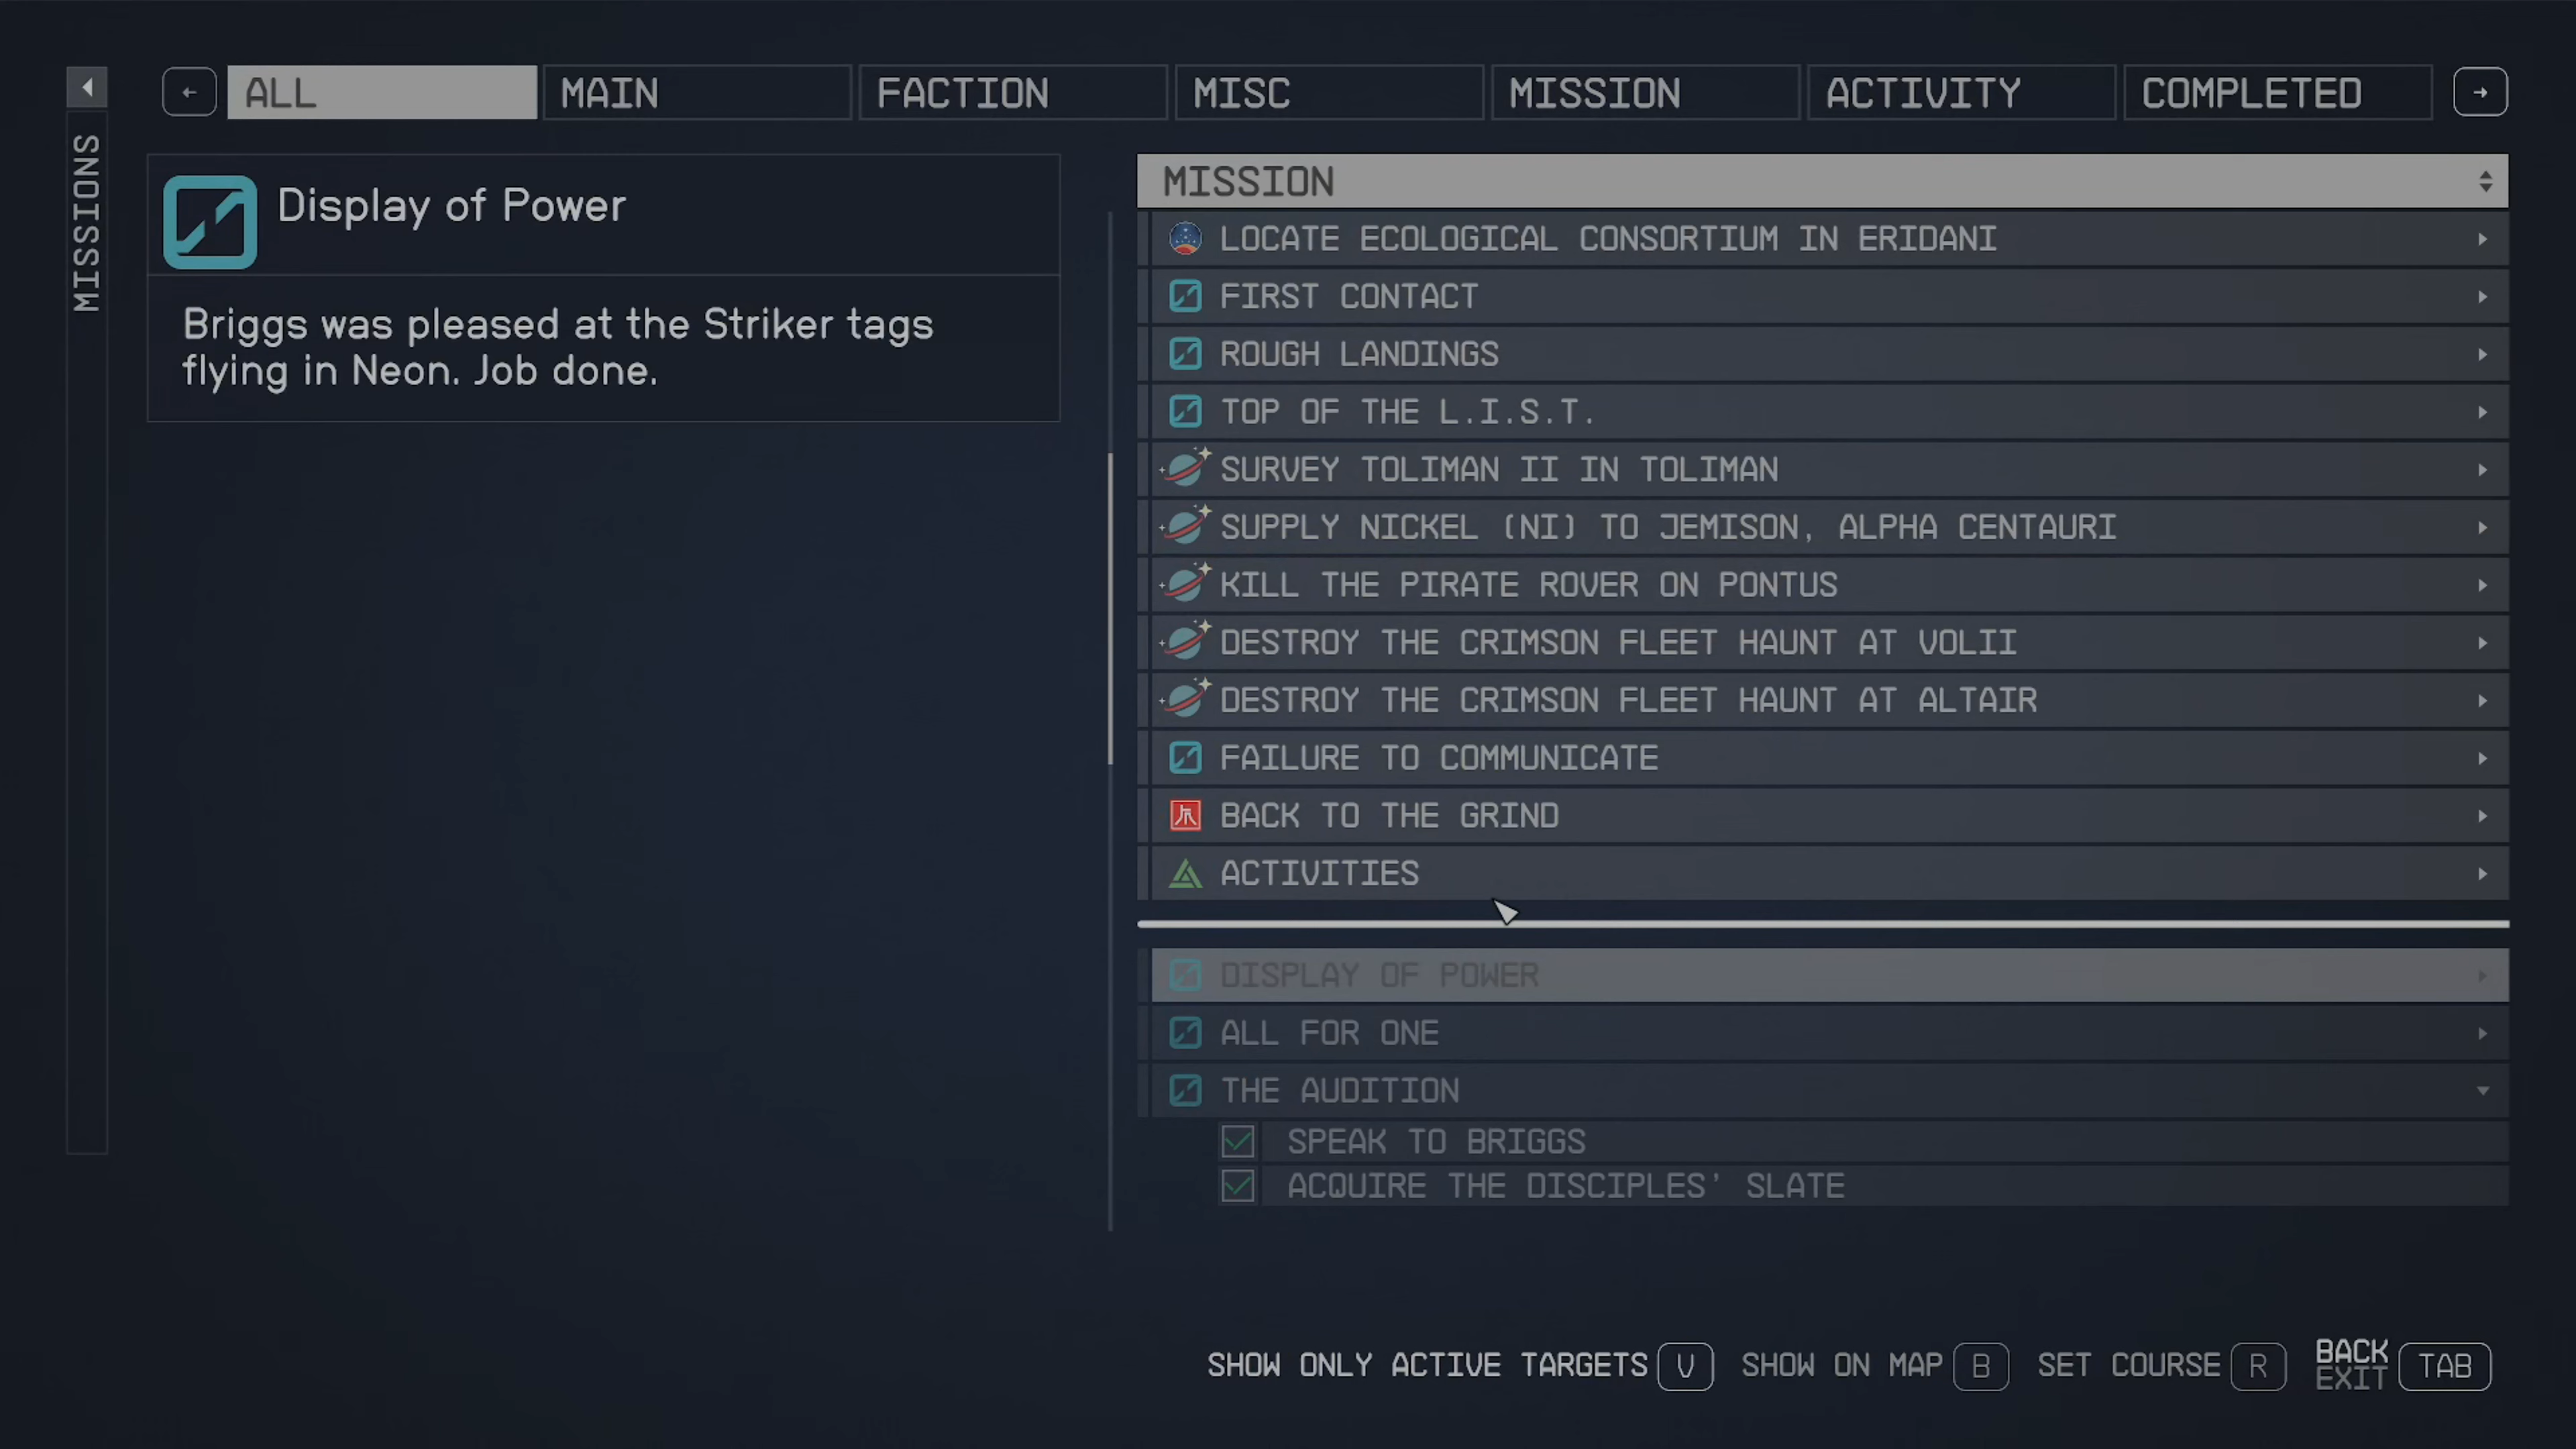 ALL
MAIN
FACTION
MISC
MISSION
ACTIVITY
COMPLETED
MISSIONS
Display of Power
Briggs was pleased at the Striker tags
flying in Neon. Job done.
MISSION
LOCATE ECOLOGICAL CONSORTIUM IN ERIDANI
FIRST CONTACT
ROUGH LANDINGS
TOP OF THE L.I.S.T.
SURVEY TOLIMAN II IN TOLIMAN
SUPPLY NICKEL (NI) TO JEMISON, ALPHA CENTAURI
KILL THE PIRATE ROVER ON PONTUS
DESTROY THE CRIMSON FLEET HAUNT AT VOLII
DESTROY THE CRIMSON FLEET HAUNT AT ALTAIR
FAILURE TO COMMUNICATE
BACK TO THE GRIND
ACTIVITIES
DISPLAY OF POWER
ALL FOR ONE
THE AUDITION
SPEAK TO BRIGGS
ACQUIRE THE DISCIPLES' SLATE
SHOW ONLY ACTIVE TARGETS V
SHOW ON MAP B
SET COURSE R
BACK
EXIT
TAB